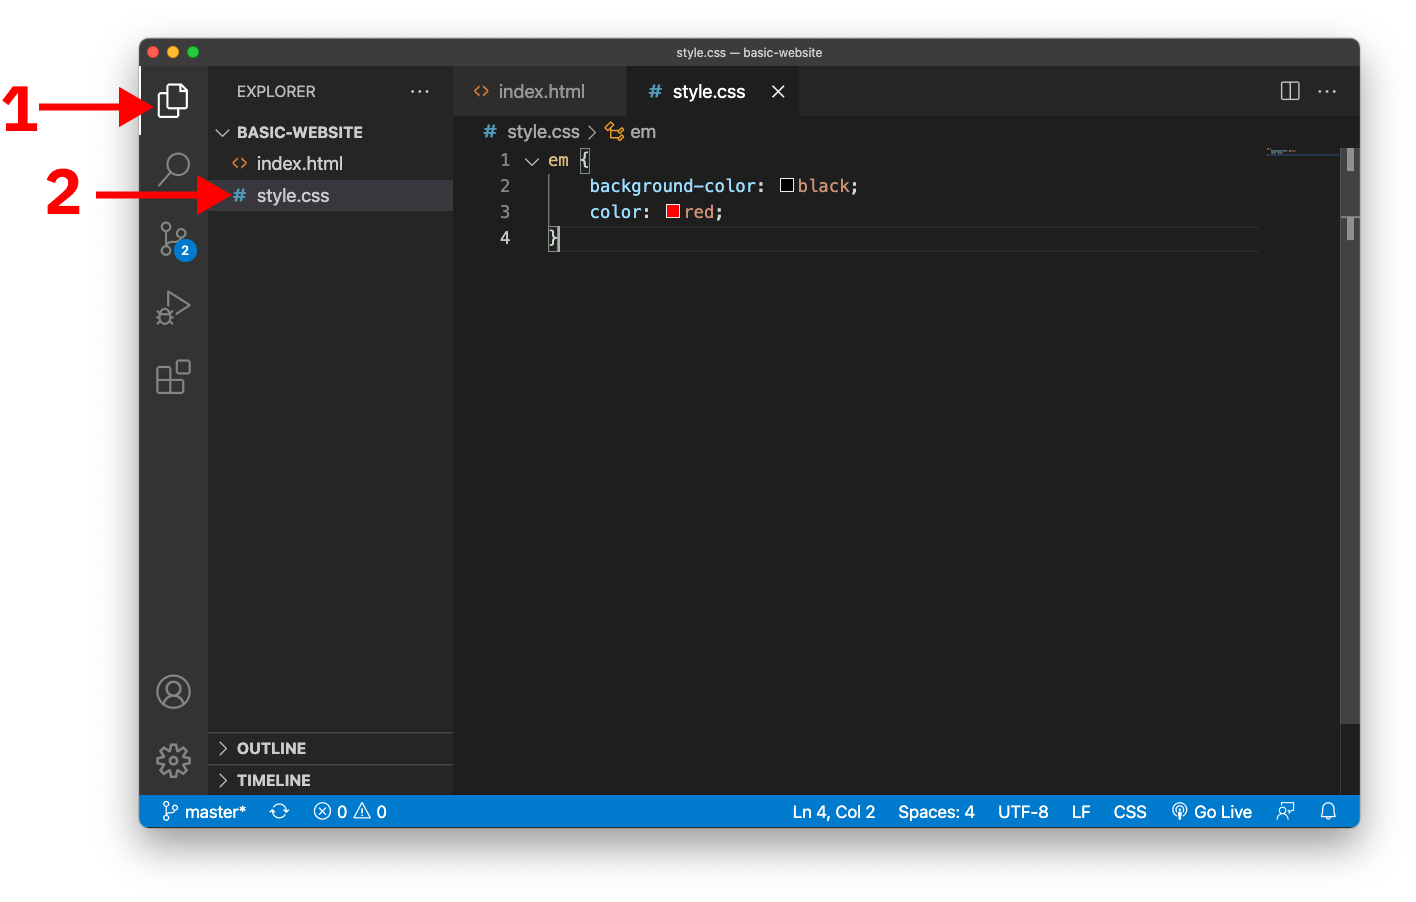 style.css — basic-website
1
EXPLORER
index.html
style.css
BASIC-WEBSITE
style.css em
index.html
2
style.css
1 em {
2 background-color: black;
3 color: red;
4 }
2
OUTLINE
TIMELINE
master* 0 0 Ln 4, Col 2 Spaces: 4 UTF-8 LF CSS Go Live